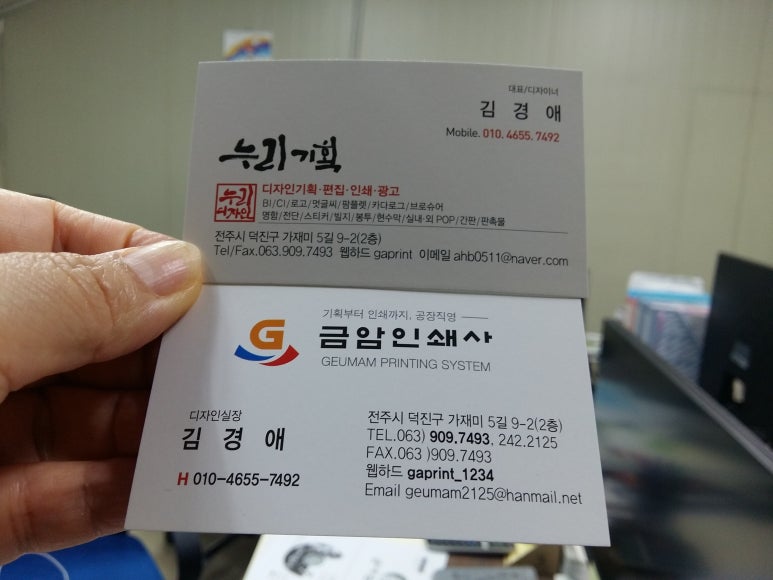 대표/디자이너
김 경 애
Mobile. 010. 4655. 7492
누리기획
누리
디자인
디자인기획·편집·인쇄·광고
BI/CI/로고/멋글씨/팜플렛/카다로그/브로슈어
명함/전단/스티커/빌지/봉투/현수막/실내·외 POP/간판/판촉물
전주시 덕진구 가재미 5길 9-2(2층)
Tel/Fax.063.909.7493 웹하드 gaprint 이메일 ahb0511@naver.com
기획부터 인쇄까지, 공장직영
G
금암인쇄사
GEUMAM PRINTING SYSTEM
디자인실장
김 경 애
H 010-4655-7492
전주시 덕진구 가재미 5길 9-2(2층)
TEL.063) 909.7493, 242.2125
FAX.063 )909.7493
웹하드 gaprint_1234
Email geumam2125@hanmail.net